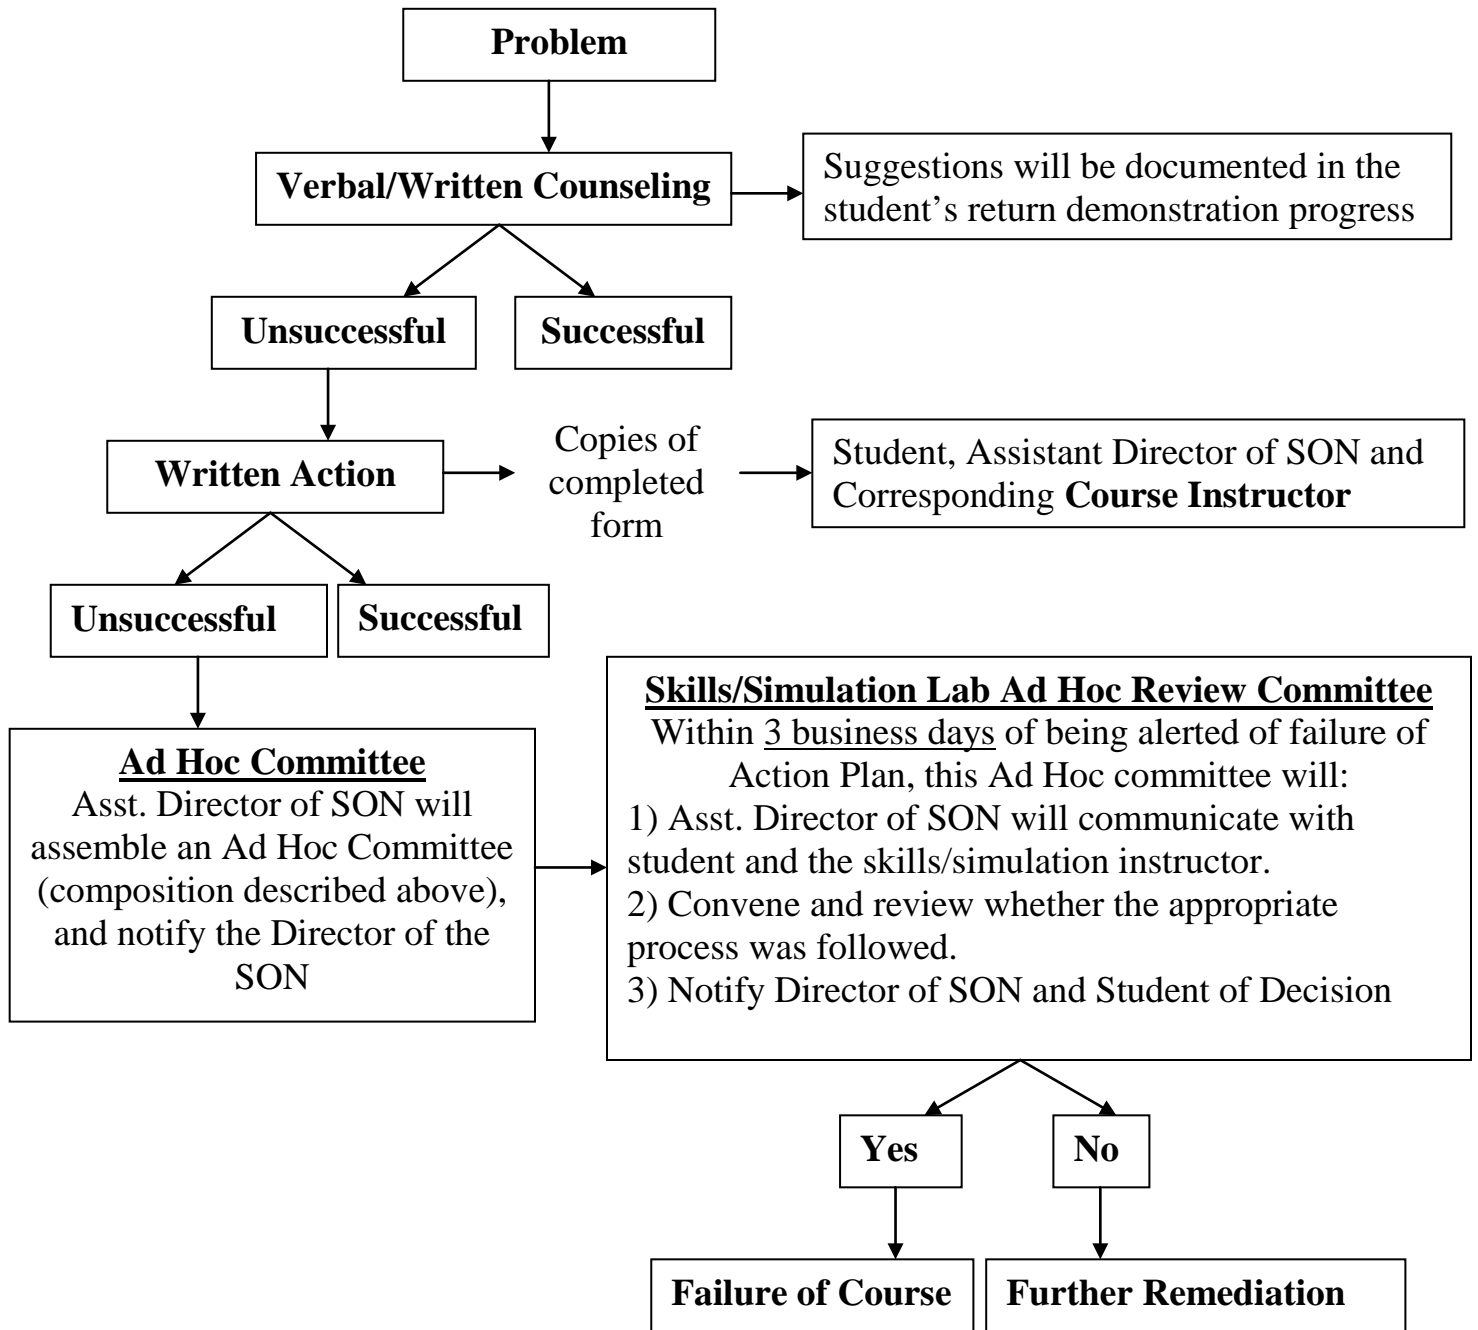 Problem
Verbal/Written Counseling
Suggestions will be documented in the
student’s return demonstration progress
Unsuccessful
Successful
Written Action
Copies of
completed
form
Student, Assistant Director of SON and
Corresponding Course Instructor
Unsuccessful
Successful
Ad Hoc Committee
Asst. Director of SON will
assemble an Ad Hoc Committee
(composition described above),
and notify the Director of the
SON
Skills/Simulation Lab Ad Hoc Review Committee
Within 3 business days of being alerted of failure of
Action Plan, this Ad Hoc committee will:
1) Asst. Director of SON will communicate with
student and the skills/simulation instructor.
2) Convene and review whether the appropriate
process was followed.
3) Notify Director of SON and Student of Decision
Yes
No
Failure of Course
Further Remediation